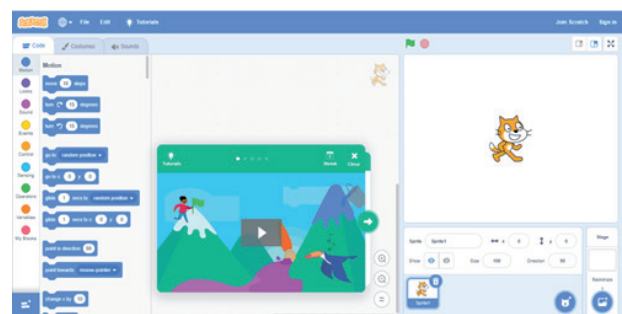 SCRATCH File Edit Tutorials Join Scratch Sign in
Code Costumes Sounds
Motion
Looks
Sound
Events
Control
Sensing
Operators
Variables
My Blocks
Motion
move 10 steps
turn 15 degrees
turn 15 degrees
go to random position
go to x: 0 y: 0
glide 1 secs to random position
glide 1 secs to x: 0 y: 0
point in direction 90
point towards mouse-pointer
change x by 10
Tutorials Close
Sprite Sprite1 x 0 y 0
Show Size 100 Direction 90
Sprite1
Stage
Backdrops